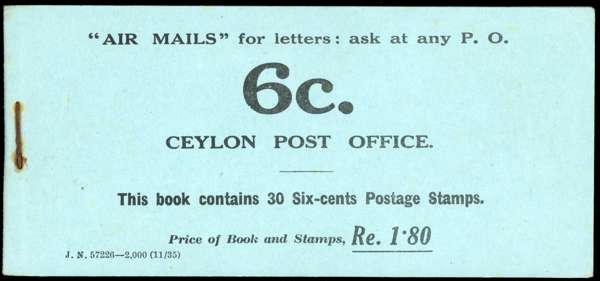 "AIR MAILS" for letters: ask at any P. O.
6c.
CEYLON POST OFFICE.
This book contains 30 Six-cents Postage Stamps.
Price of Book and Stamps, Re. 1·80
J. N. 57226—2,000 (11/35)